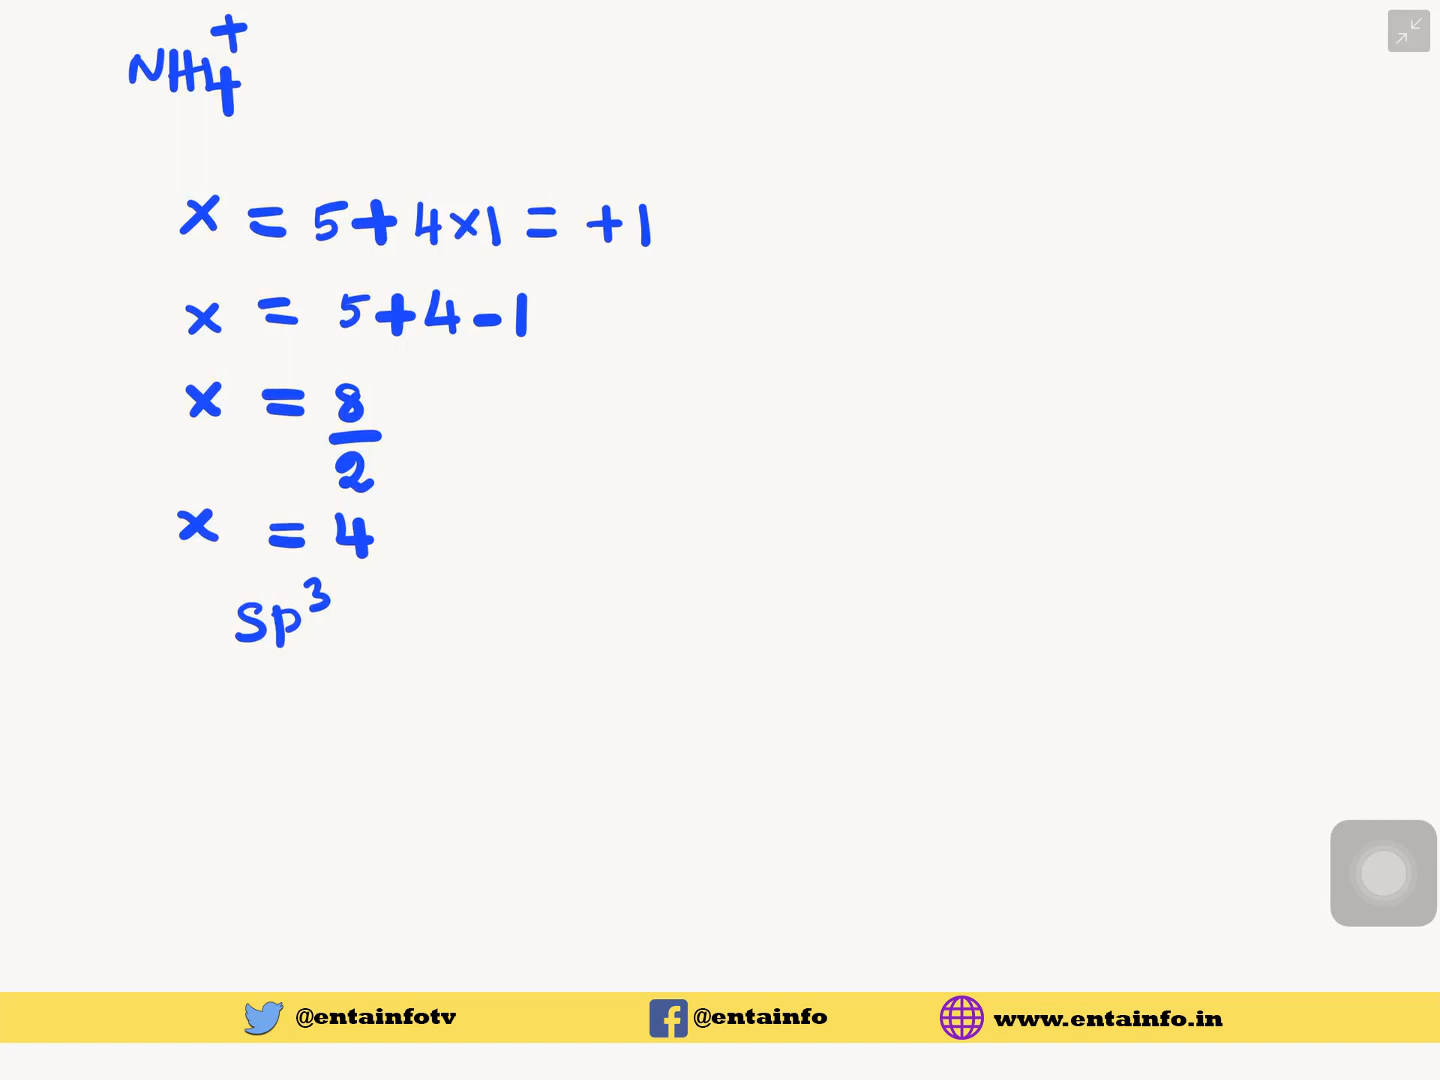 NH₄⁺
x = 5 + 4 × 1 = + 1
x = 5 + 4 - 1
x = 8/2
x = 4
sp³
@entainfotv @entainfo www.entainfo.in